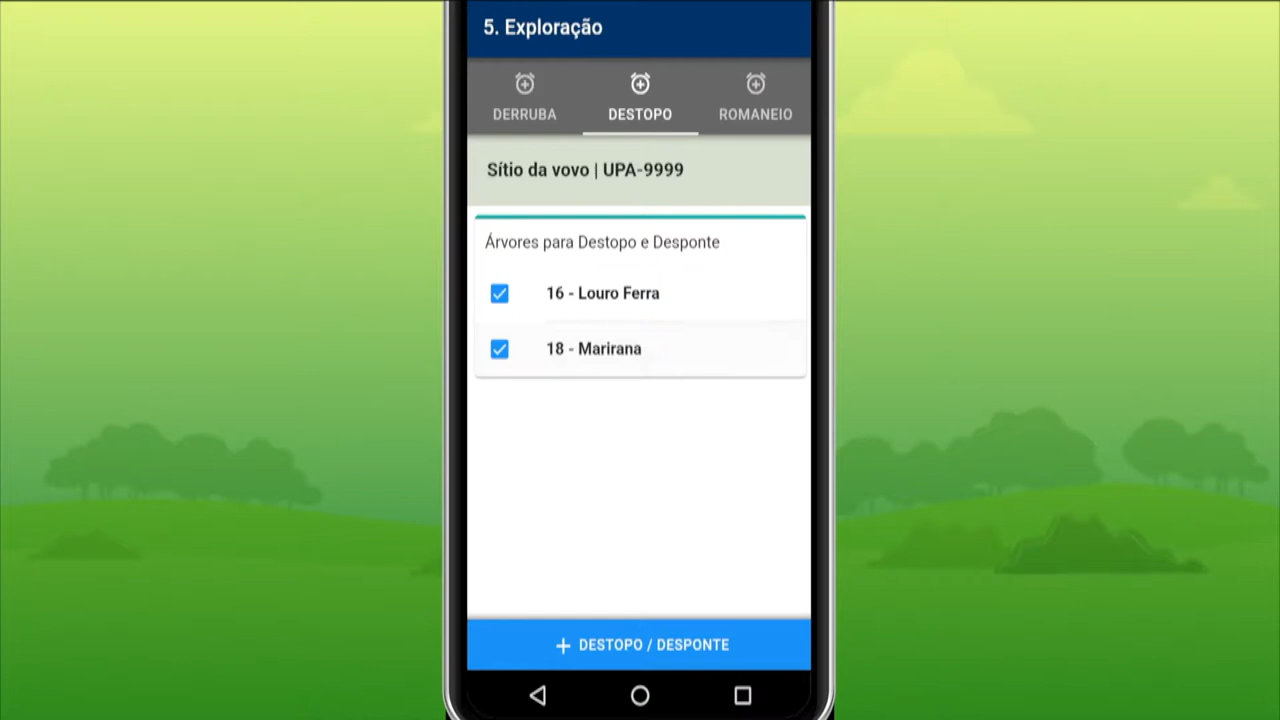 5. Exploração
DERRUBA
DESTOPO
ROMANEIO
Sítio da vovo | UPA-9999
Árvores para Destopo e Desponte
16 - Louro Ferra
18 - Marirana
+ DESTOPO / DESPONTE